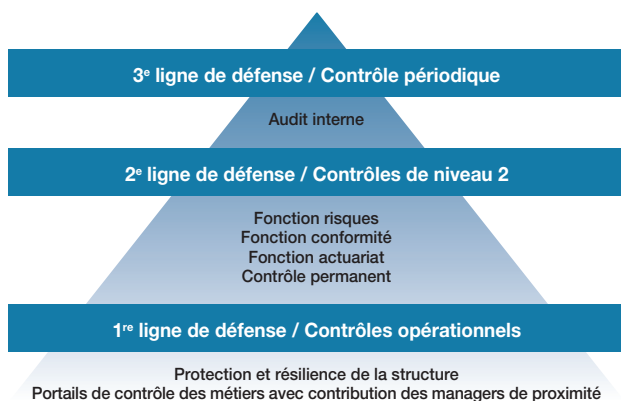 3e ligne de défense / Contrôle périodique
Audit interne
2e ligne de défense / Contrôles de niveau 2
Fonction risques
Fonction conformité
Fonction actuariat
Contrôle permanent
1re ligne de défense / Contrôles opérationnels
Protection et résilience de la structure
Portails de contrôle des métiers avec contribution des managers de proximité